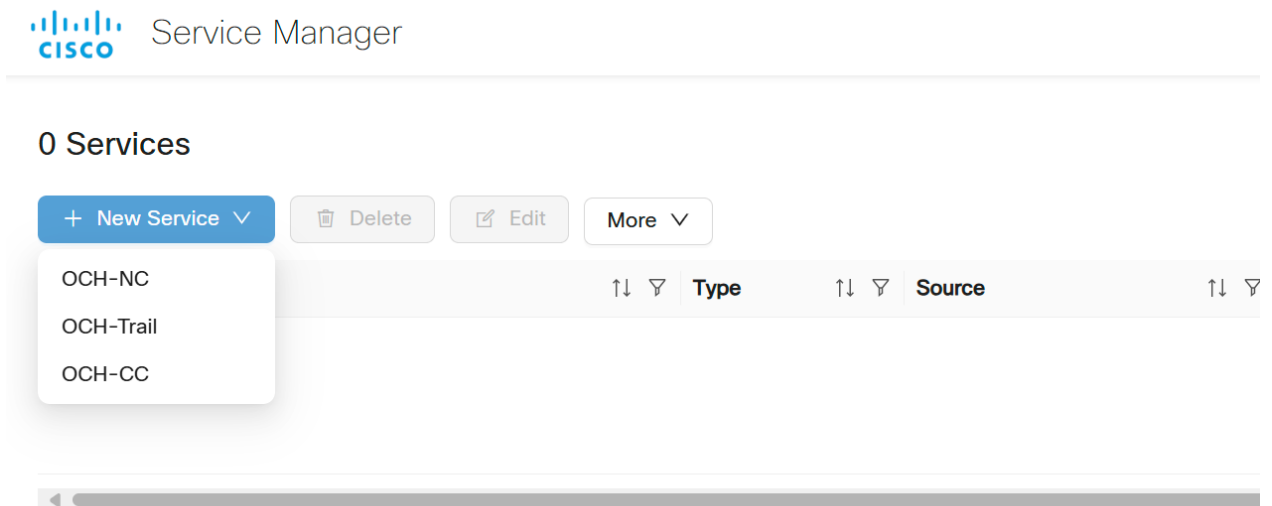 CISCO Service Manager
0 Services
+ New Service Delete Edit More
OCH-NC
Type Source
OCH-Trail
OCH-CC